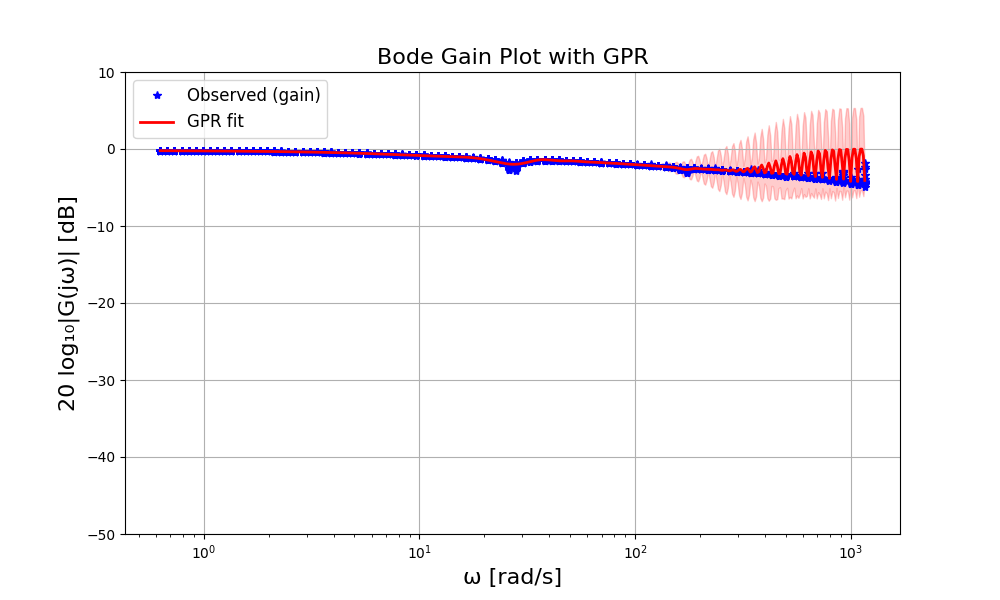 Bode Gain Plot with GPR
Observed (gain)
GPR fit
20 log₁₀|G(jω)| [dB]
10
0
−10
−20
−30
−40
−50
10⁰
10¹
10²
10³
ω [rad/s]